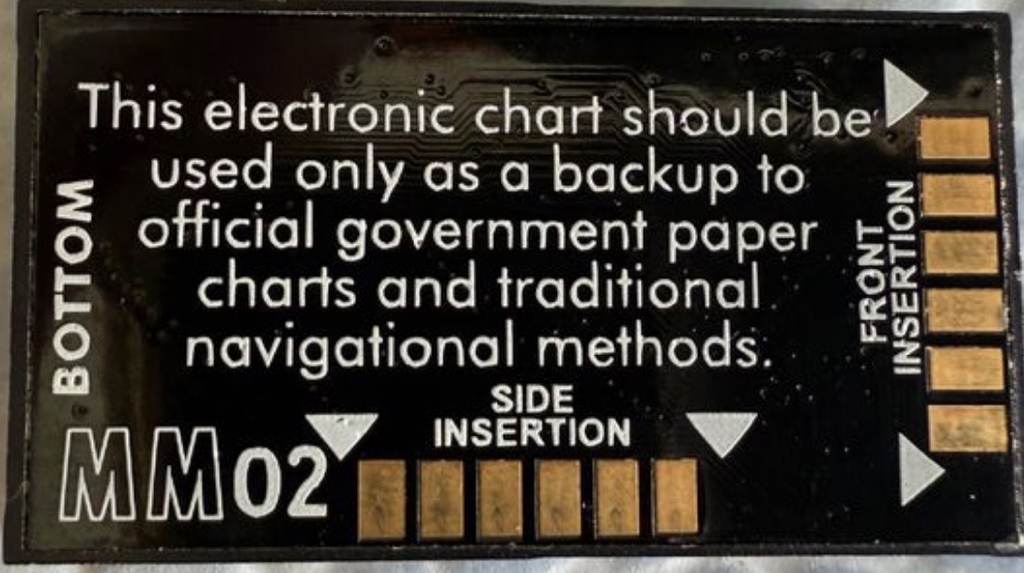 This electronic chart should be
used only as a backup to
official government paper
charts and traditional
navigational methods.
BOTTOM
FRONT
INSERTION
SIDE
INSERTION
MM02